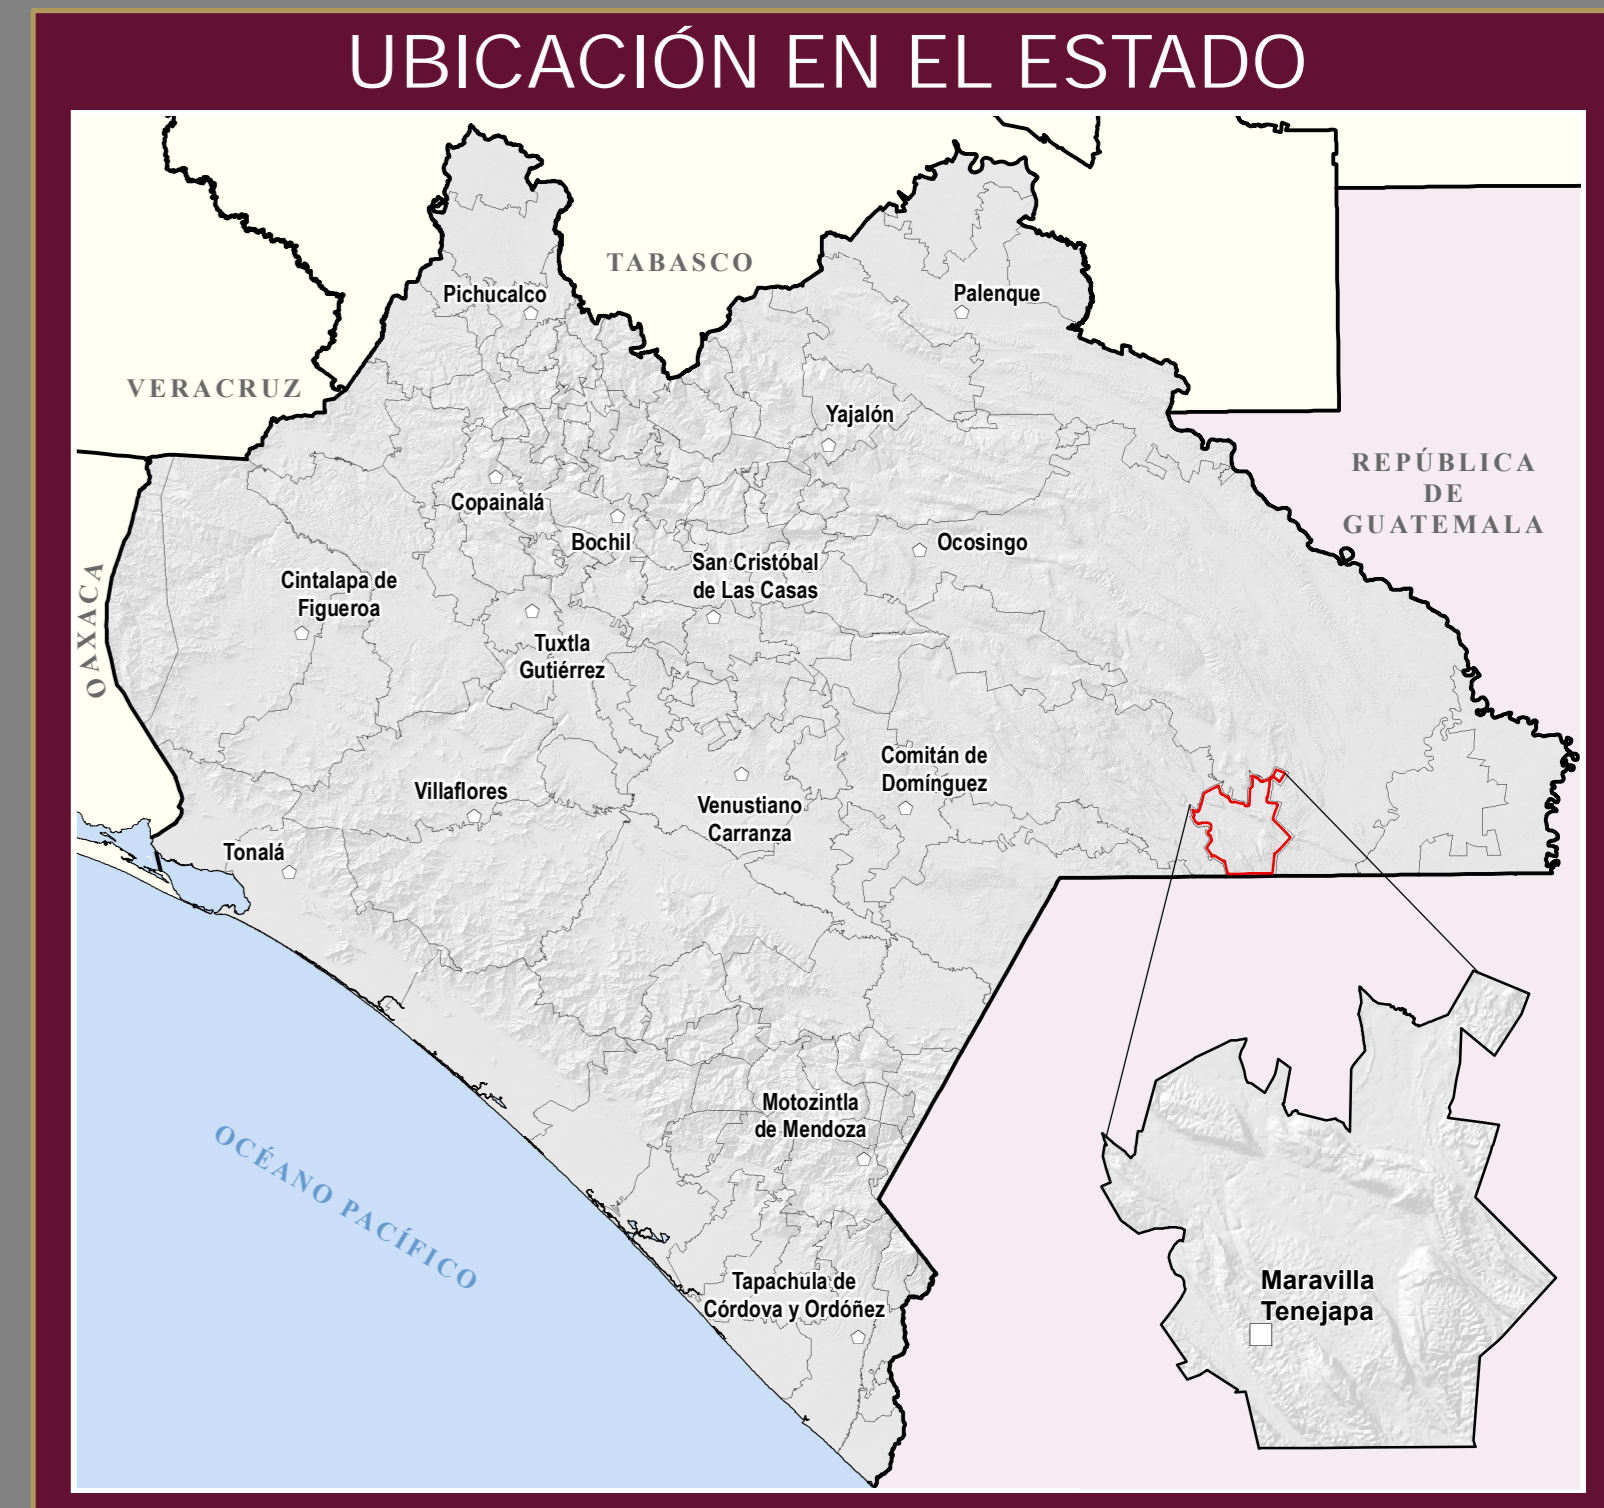 UBICACIÓN EN EL ESTADO
TABASCO
Pichucalco
Palenque
VERACRUZ
Yajalón
REPÚBLICA
DE
GUATEMALA
Copainalá
Bochil
Ocosingo
San Cristóbal
de Las Casas
Cintalapa de
Figueroa
OAXACA
Tuxtla
Gutiérrez
Comitán de
Domínguez
Villaflores
Venustiano
Carranza
Tonalá
Motozintla
de Mendoza
OCÉANO PACÍFICO
Tapachula de
Córdova y Ordóñez
Maravilla
Tenejapa